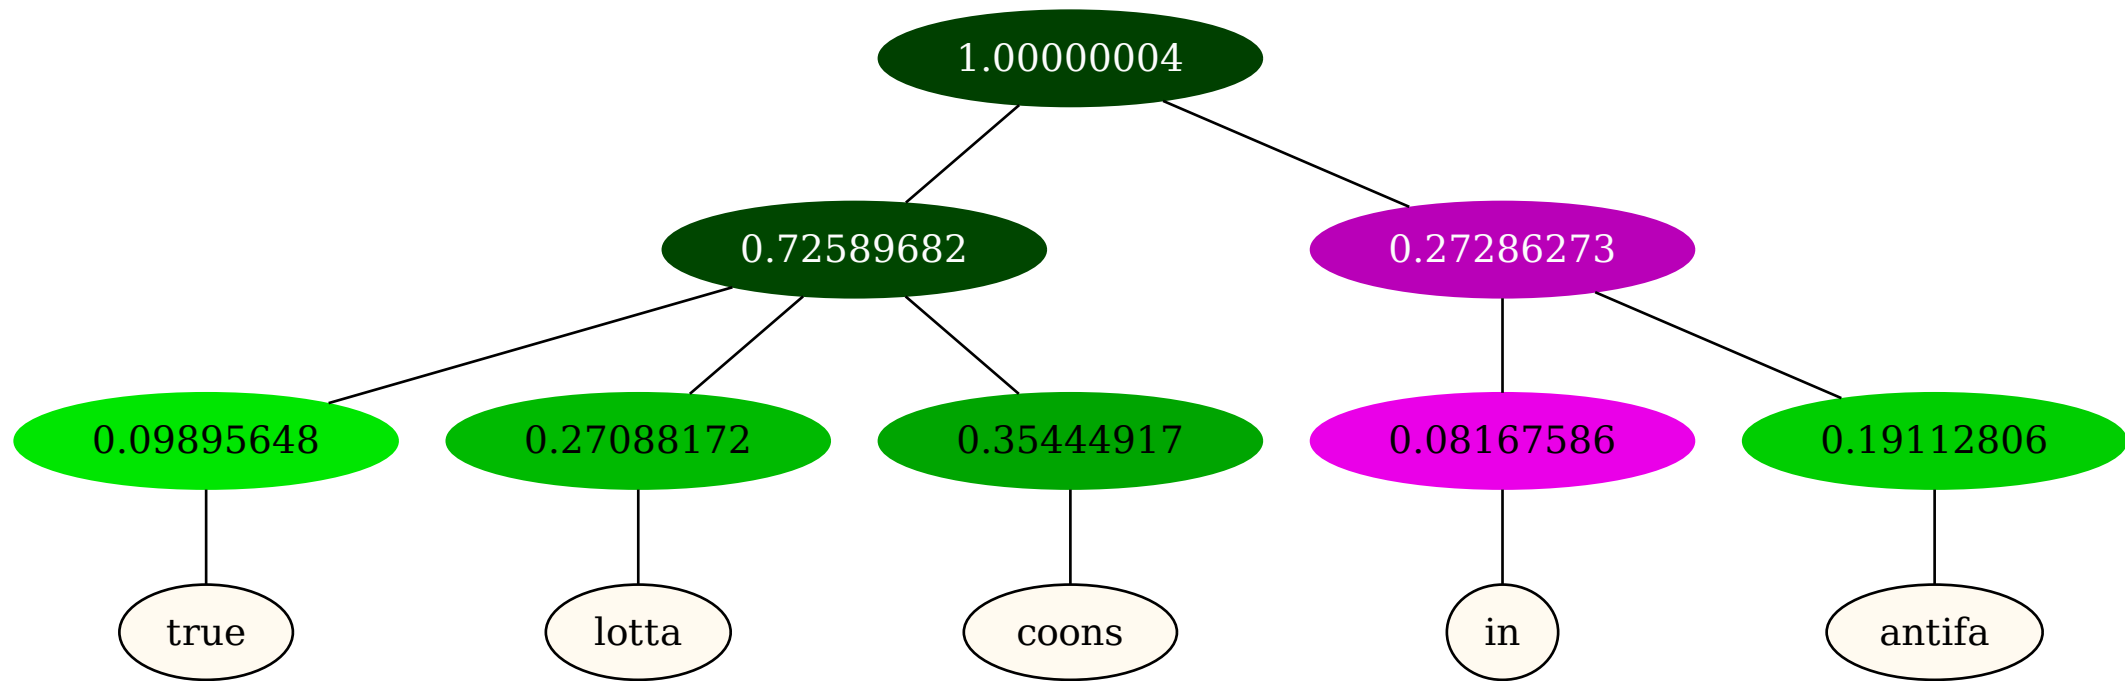 1.00000004
0.72589682 0.27286273
0.09895648 0.27088172 0.35444917 0.08167586 0.19112806
true lotta coons in antifa